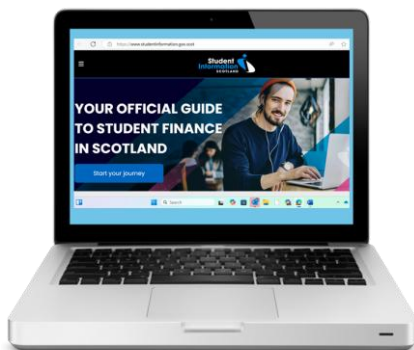 https://www.studentinformation.gov.scot
Student
Information
SCOTLAND
YOUR OFFICIAL GUIDE
TO STUDENT FINANCE
IN SCOTLAND
Start your journey
Search